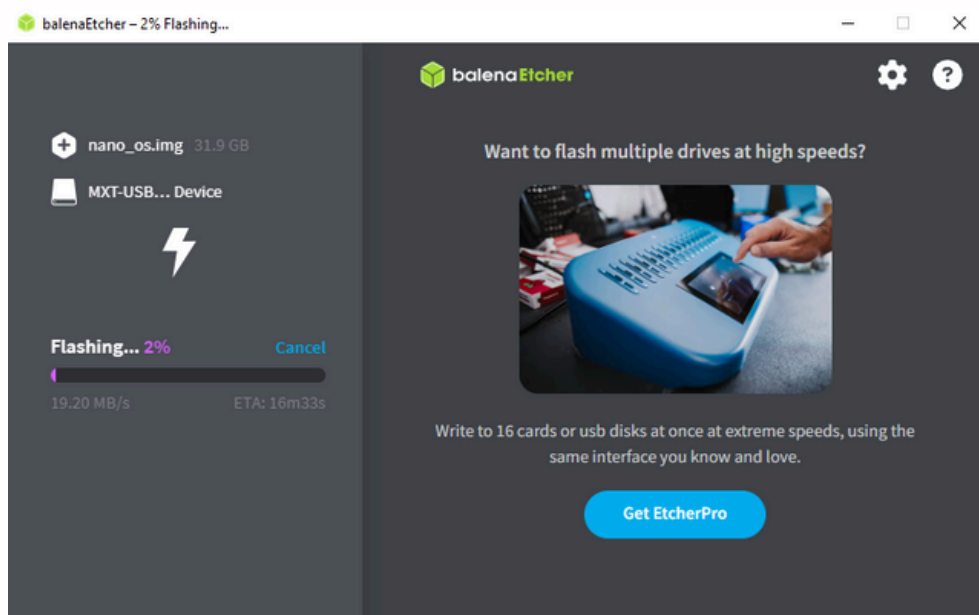 balenaEtcher – 2% Flashing...
balenaEtcher
nano_os.img 31.9 GB
MXT-USB... Device
Flashing... 2% Cancel
19.20 MB/s ETA: 16m33s
Want to flash multiple drives at high speeds?
Write to 16 cards or usb disks at once at extreme speeds, using the
same interface you know and love.
Get EtcherPro